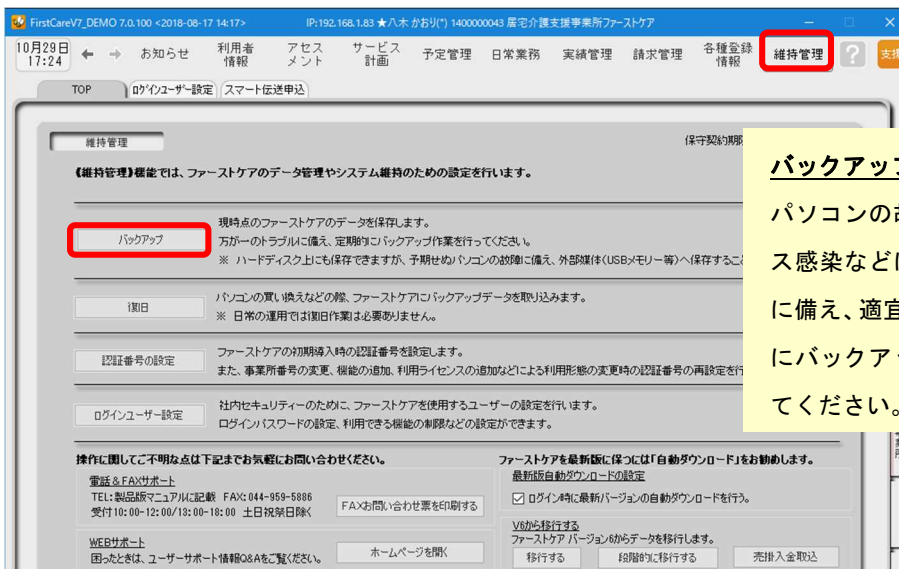 FirstCareV7_DEMO 7.0.100 <2018-08-17 14:17> IP:192.168.1.83 ★八木 かおり(*) 1400000043 居宅介護支援事業所ファーストケア
10月29日
17:24
お知らせ
利用者
情報
アセス
メント
サービス
計画
予定管理
日常業務
実績管理
請求管理
各種登録
情報
維持管理
?
支援
TOP
ログインユーザー設定
スマート伝送申込
維持管理
保守契約期限
《維持管理》機能では、ファーストケアのデータ管理やシステム維持のための設定を行います。
バックアップ
現時点のファーストケアのデータを保存します。
万が一のトラブルに備え、定期的にバックアップ作業を行ってください。
※ ハードディスク上にも保存できますが、予期せぬパソコンの故障に備え、外部媒体(USBメモリー等)へ保存するこ
復旧
パソコンの買い換えなどの際、ファーストケアにバックアップデータを取り込みます。
※ 日常の運用では復旧作業は必要ありません。
認証番号の設定
ファーストケアの初期導入時の認証番号を設定します。
また、事業所番号の変更、機能の追加、利用ライセンスの追加などによる利用形態の変更時の認証番号の再設定を行
ログインユーザー設定
社内セキュリティーのために、ファーストケアを使用するユーザーの設定を行います。
ログインパスワードの設定、利用できる機能の制限などの設定ができます。
バックアップ
パソコンの故
ス感染などに
に備え、適宜
にバックアッ
てください。
操作に関してご不明な点は下記までお気軽にお問い合わせください。
電話&FAXサポート
TEL:製品版マニュアルに記載 FAX:044-959-5886
受付10:00-12:00/13:00-18:00 土日祝祭日除く
FAXお問い合わせ票を印刷する
WEBサポート
困ったときは、ユーザーサポート情報Q&Aをご覧ください。
ホームページを開く
ファーストケアを最新版に保つには「自動ダウンロード」をお勧めします。
最新版自動ダウンロードの設定
ログイン時に最新バージョンの自動ダウンロードを行う。
V6から移行する
ファーストケア バージョン6からデータを移行します。
移行する
段階的に移行する
売掛入金取込